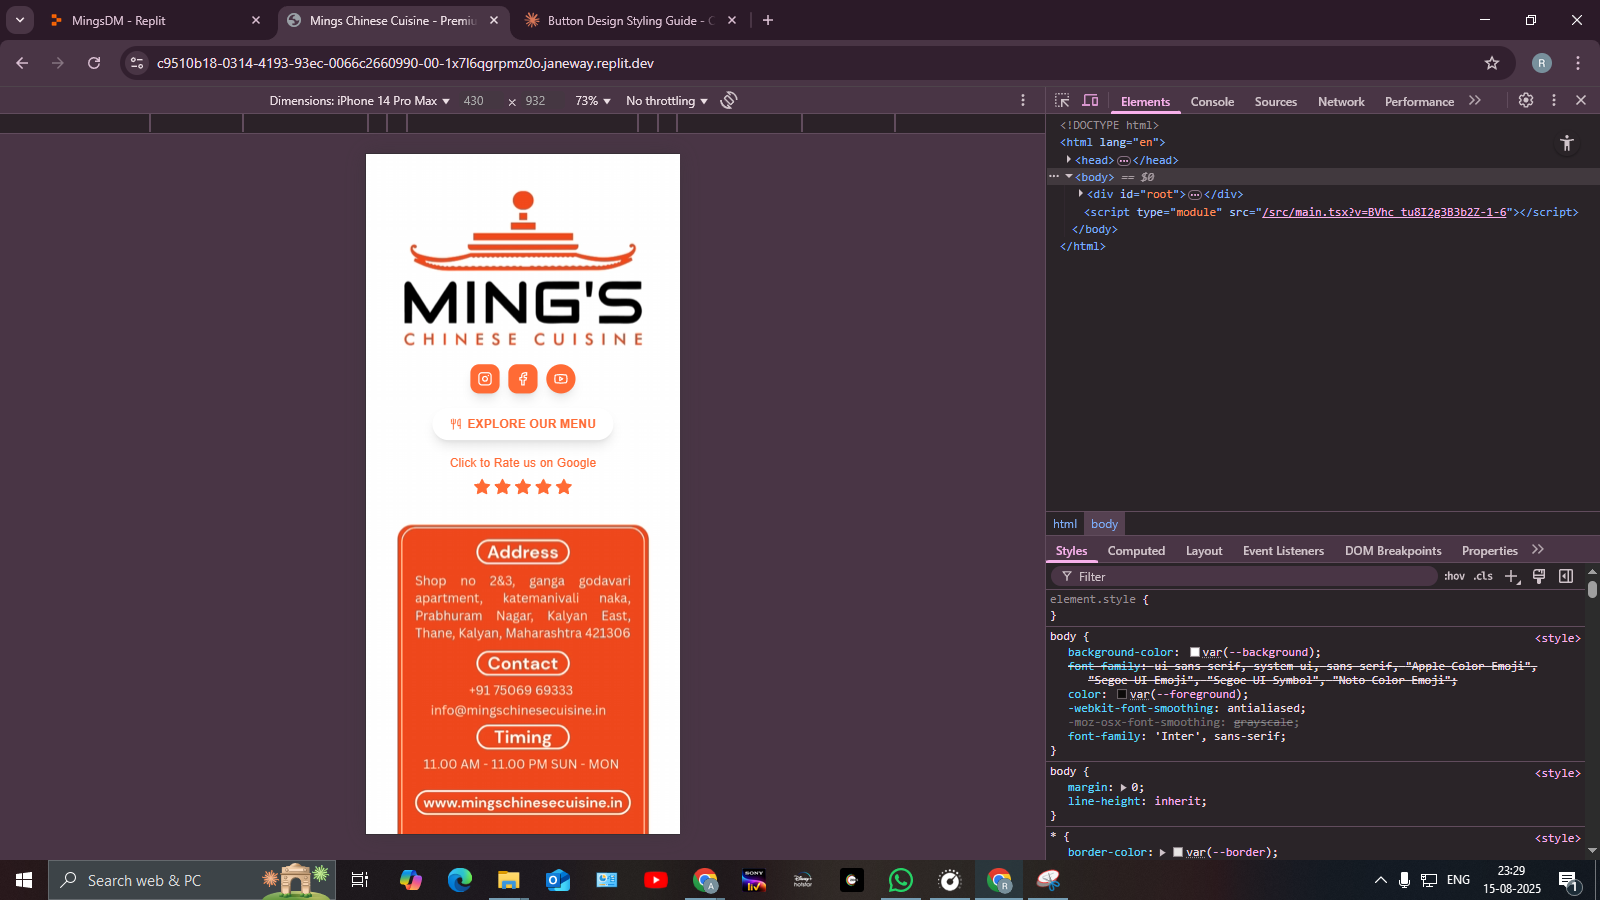 MingsDM - Replit
Mings Chinese Cuisine - Premiu
Button Design Styling Guide - C
c9510b18-0314-4193-93ec-0066c2660990-00-1x7l6qgrpmz0o.janeway.replit.dev
R
Dimensions: iPhone 14 Pro Max 430 × 932 73% No throttling
Elements Console Sources Network Performance
<!DOCTYPE html>
<html lang="en">
<head>…</head>
<body> == $0
<div id="root">…</div>
<script type="module" src="/src/main.tsx?v=BVhc_tu8I2g3B3b2Z-1-6"></script>
</body>
</html>
MING'S
CHINESE CUISINE
EXPLORE OUR MENU
Click to Rate us on Google
Address
Shop no 2&3, ganga godavari
apartment, katemanivali naka,
Prabhuram Nagar, Kalyan East,
Thane, Kalyan, Maharashtra 421306
Contact
+91 75069 69333
info@mingschinesecuisine.in
Timing
11.00 AM - 11.00 PM SUN - MON
www.mingschinesecuisine.in
html body
Styles Computed Layout Event Listeners DOM Breakpoints Properties
Filter :hov .cls
element.style {
}
body { <style>
background-color: var(--background);
font-family: ui-sans-serif, system-ui, sans-serif, "Apple Color Emoji",
"Segoe UI Emoji", "Segoe UI Symbol", "Noto Color Emoji";
color: var(--foreground);
-webkit-font-smoothing: antialiased;
-moz-osx-font-smoothing: grayscale;
font-family: 'Inter', sans-serif;
}
body { <style>
margin: 0;
line-height: inherit;
}
* { <style>
border-color: var(--border);
Search web & PC
SONY
liv
hotstar
A
R
ENG
23:29
15-08-2025
1